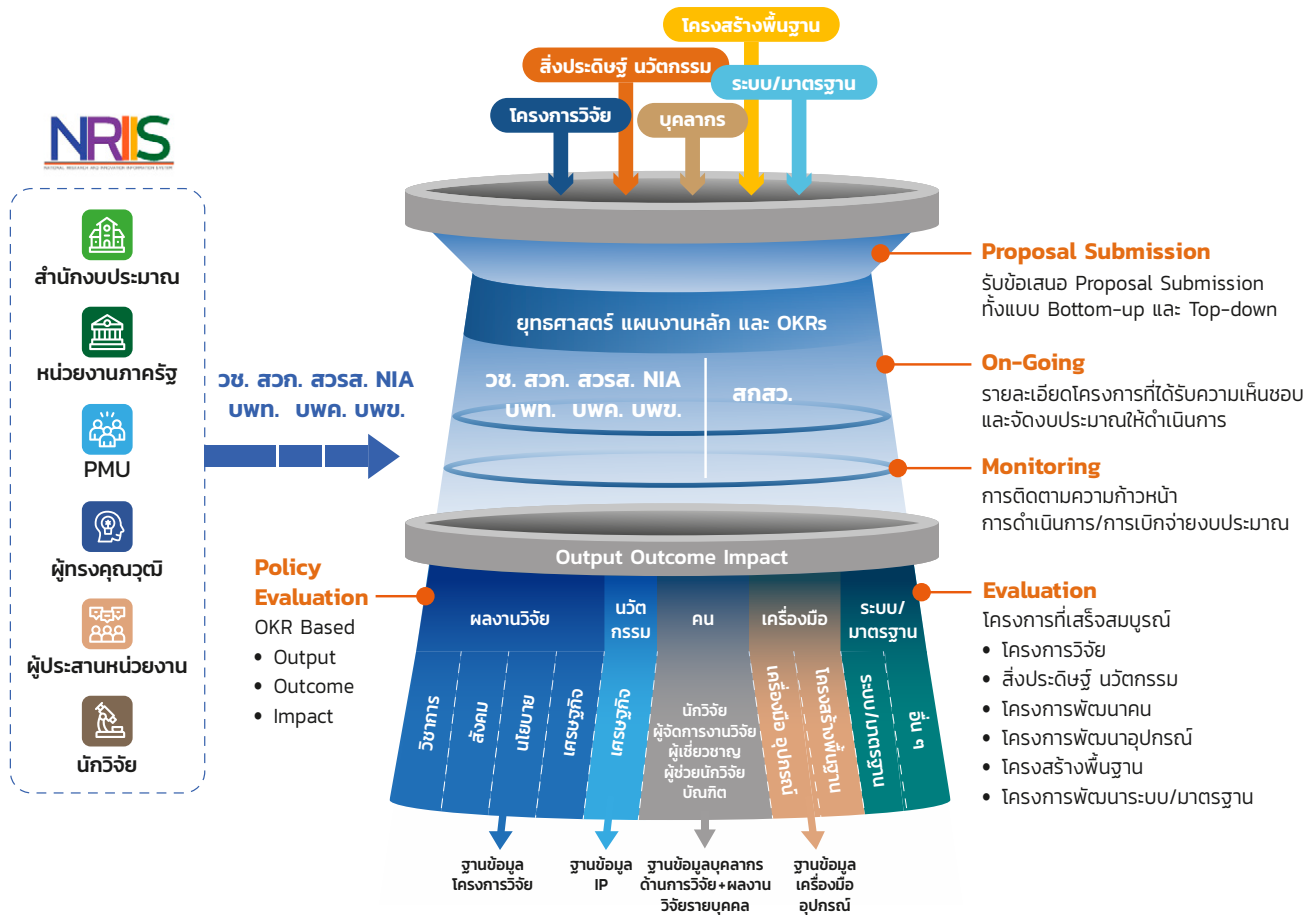 โครงสร้างพื้นฐาน
สิ่งประดิษฐ์ นวัตกรรม
ระบบ/มาตรฐาน
โครงการวิจัย
บุคลากร
NRIIS
NATIONAL RESEARCH AND INNOVATION INFORMATION SYSTEM
สำนักงบประมาณ
หน่วยงานภาครัฐ
PMU
ผู้ทรงคุณวุฒิ
ผู้ประสานหน่วยงาน
นักวิจัย
วช. สวก. สวรส. NIA
บพท. บพค. บพข.
ยุทธศาสตร์ แผนงานหลัก และ OKRs
วช. สวก. สวรส. NIA
บพท. บพค. บพข.
สกสว.
Proposal Submission
รับข้อเสนอ Proposal Submission
ทั้งแบบ Bottom-up และ Top-down
On-Going
รายละเอียดโครงการที่ได้รับความเห็นชอบ
และจัดงบประมาณให้ดำเนินการ
Monitoring
การติดตามความก้าวหน้า
การดำเนินการ/การเบิกจ่ายงบประมาณ
Output Outcome Impact
Policy
Evaluation
OKR Based
• Output
• Outcome
• Impact
ผลงานวิจัย
นวัต
กรรม
คน
เครื่องมือ
ระบบ/
มาตรฐาน
วิชาการ
สังคม
นโยบาย
เศรษฐกิจ
เศรษฐกิจ
นักวิจัย
ผู้จัดการงานวิจัย
ผู้เชี่ยวชาญ
ผู้ช่วยนักวิจัย
บัณฑิต
เครื่องมือ อุปกรณ์
โครงสร้างพื้นฐาน
ระบบ/มาตรฐาน
อื่น ๆ
Evaluation
โครงการที่เสร็จสมบูรณ์
• โครงการวิจัย
• สิ่งประดิษฐ์ นวัตกรรม
• โครงการพัฒนาคน
• โครงการพัฒนาอุปกรณ์
• โครงสร้างพื้นฐาน
• โครงการพัฒนาระบบ/มาตรฐาน
ฐานข้อมูล
โครงการวิจัย
ฐานข้อมูล
IP
ฐานข้อมูลบุคลากร
ด้านการวิจัย+ผลงาน
วิจัยรายบุคคล
ฐานข้อมูล
เครื่องมือ
อุปกรณ์